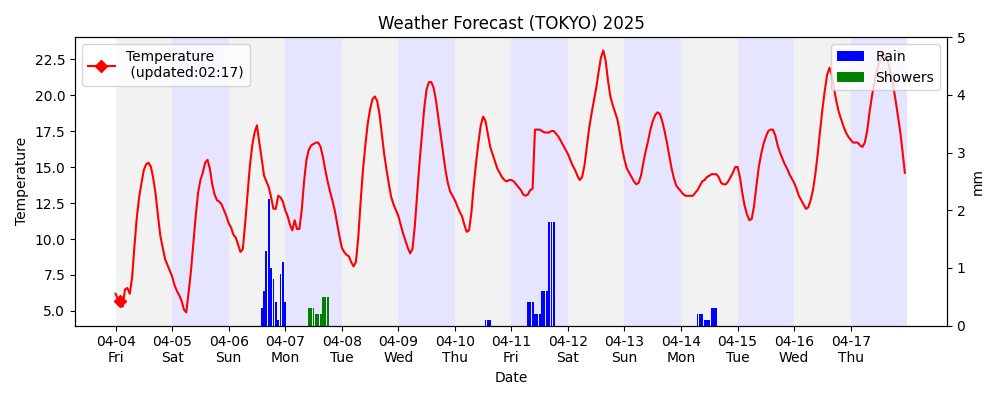 Weather Forecast (TOKYO) 2025
Temperature
(updated:02:17)
Rain
Showers
22.5
20.0
17.5
15.0
12.5
10.0
7.5
5.0
Temperature
5
4
3
2
1
0
mm
04-04 04-05 04-06 04-07 04-08 04-09 04-10 04-11 04-12 04-13 04-14 04-15 04-16 04-17
Fri Sat Sun Mon Tue Wed Thu Fri Sat Sun Mon Tue Wed Thu
Date